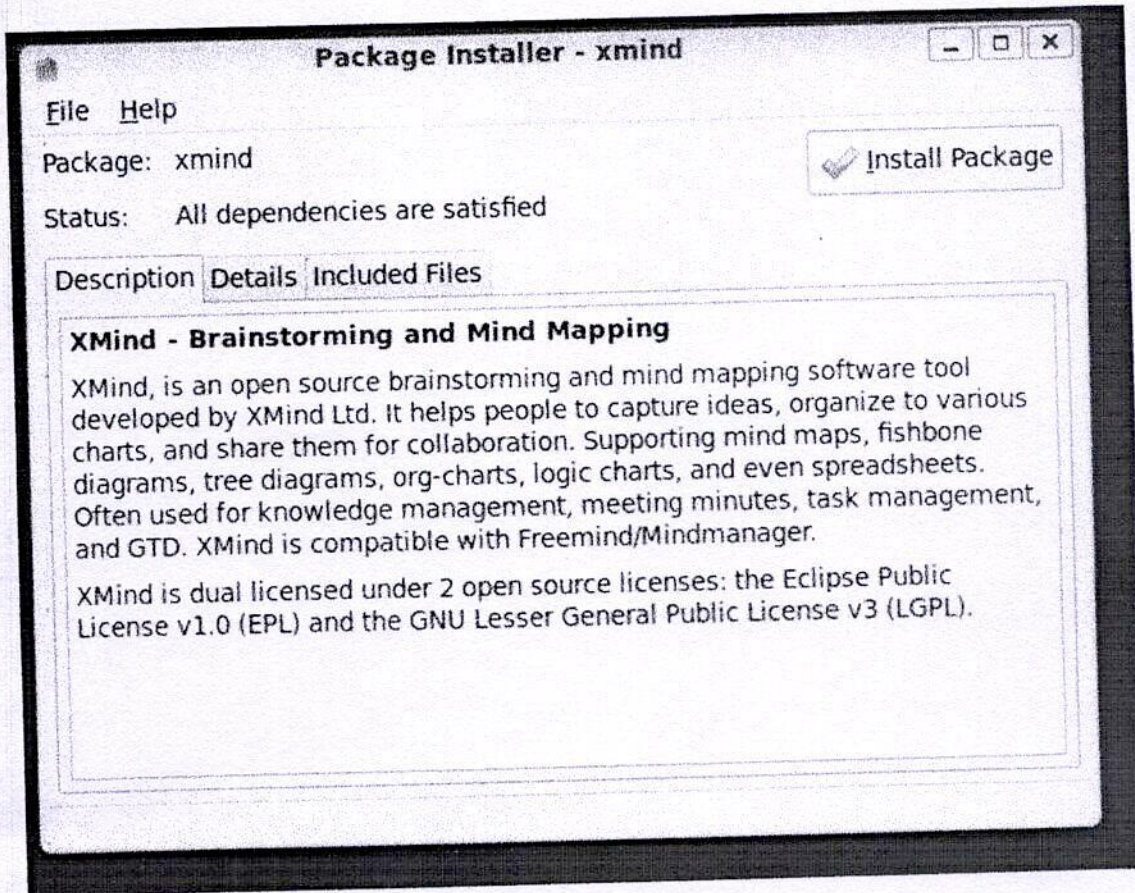 Package Installer - xmind
File Help
Package: xmind
Install Package
Status: All dependencies are satisfied
Description Details Included Files
XMind - Brainstorming and Mind Mapping
XMind, is an open source brainstorming and mind mapping software tool
developed by XMind Ltd. It helps people to capture ideas, organize to various
charts, and share them for collaboration. Supporting mind maps, fishbone
diagrams, tree diagrams, org-charts, logic charts, and even spreadsheets.
Often used for knowledge management, meeting minutes, task management,
and GTD. XMind is compatible with Freemind/Mindmanager.
XMind is dual licensed under 2 open source licenses: the Eclipse Public
License v1.0 (EPL) and the GNU Lesser General Public License v3 (LGPL).